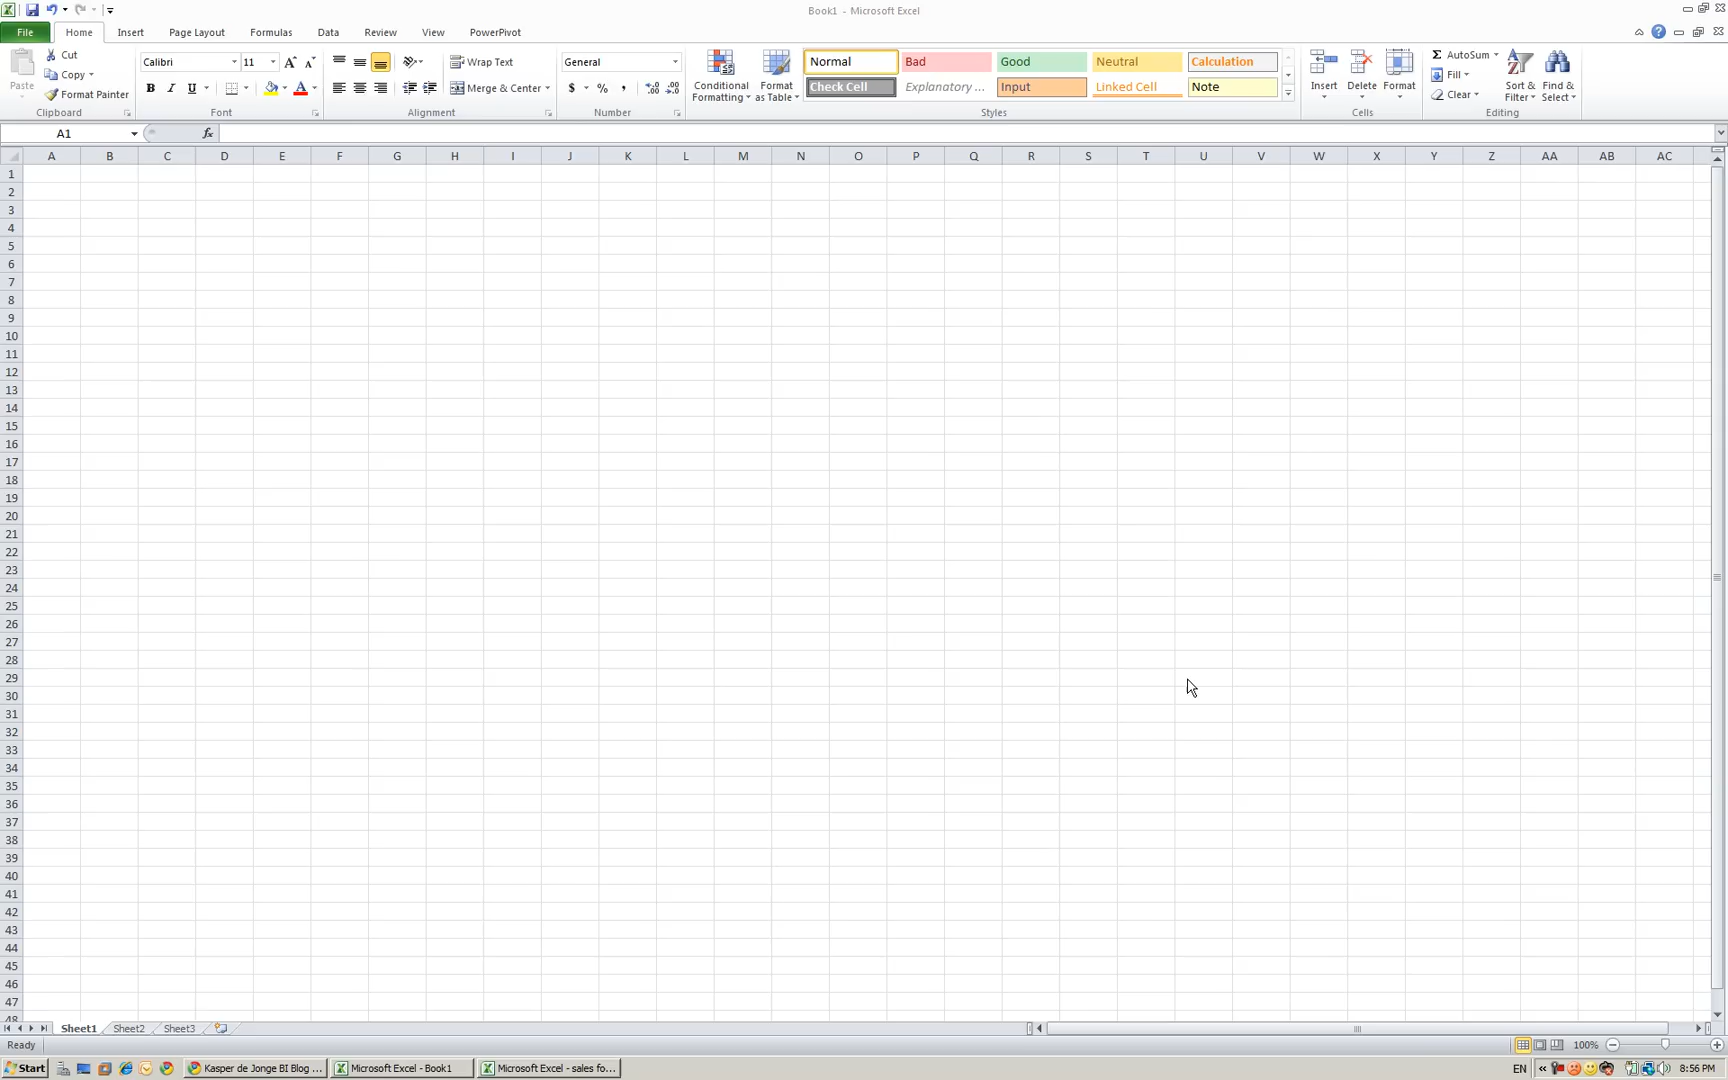 Book1 - Microsoft Excel
File Home Insert Page Layout Formulas Data Review View PowerPivot
Paste
Cut
Copy
Format Painter
Clipboard
Calibri 11
B I U
Font
Wrap Text
Merge & Center
Alignment
General
$ % ,
Number
Conditional Formatting
Format as Table
Normal Bad Good Neutral Calculation
Check Cell Explanatory ... Input Linked Cell Note
Styles
Insert Delete Format
Cells
Σ AutoSum
Fill
Clear
Sort & Filter
Find & Select
Editing
A1 fx
A B C D E F G H I J K L M N O P Q R S T U V W X Y Z AA AB AC
1
2
3
4
5
6
7
8
9
10
11
12
13
14
15
16
17
18
19
20
21
22
23
24
25
26
27
28
29
30
31
32
33
34
35
36
37
38
39
40
41
42
43
44
45
46
47
48
Sheet1 Sheet2 Sheet3
Ready 100%
Start Kasper de Jonge BI Blog ... Microsoft Excel - Book1 Microsoft Excel - sales fo... EN 8:56 PM